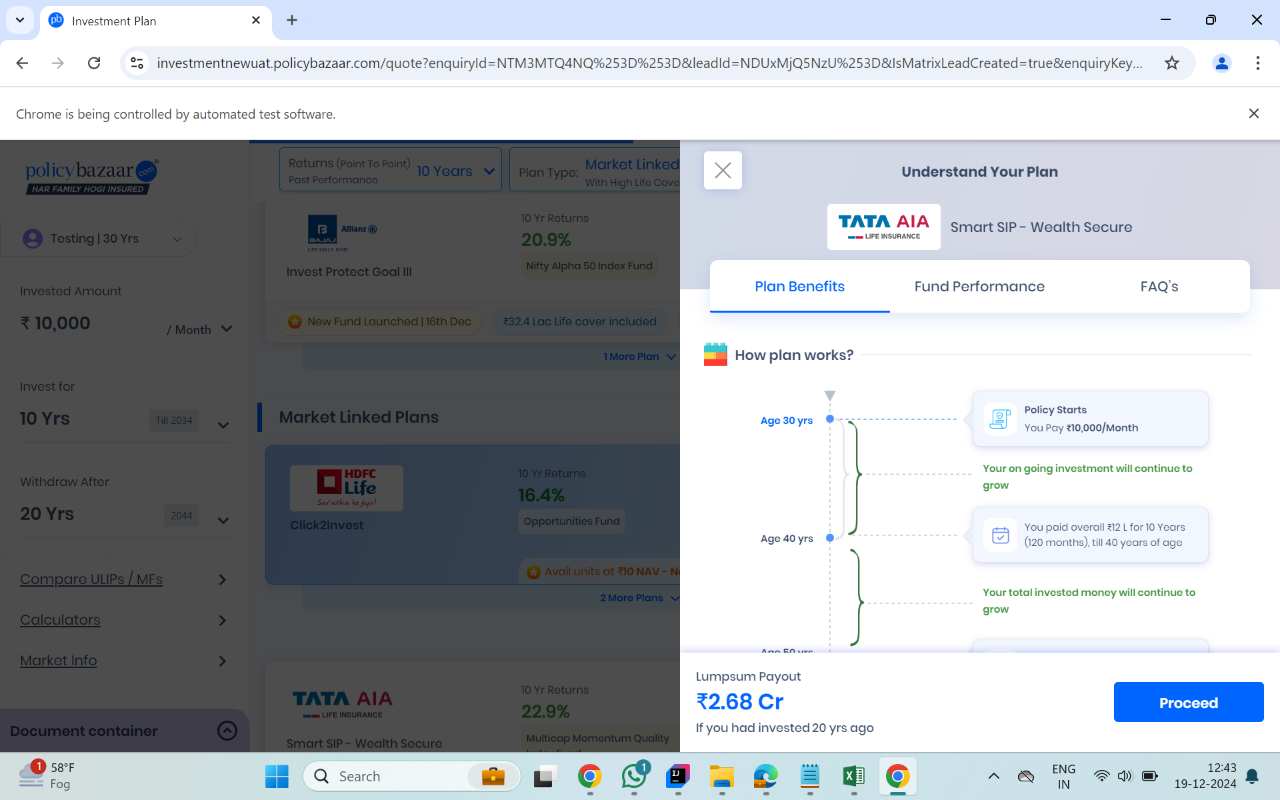 pb
Investment Plan
investmentnewuat.policybazaar.com/quote?enquiryId=NTM3MTQ4NQ%253D%253D&leadId=NDUxMjQ5NzU%253D&IsMatrixLeadCreated=true&enquiryKey...
Chrome is being controlled by automated test software.
policybazaar.com
HAR FAMILY HOGI INSURED
Testing | 30 Yrs
Invested Amount
₹ 10,000
/ Month
Invest for
10 Yrs
Till 2034
Withdraw After
20 Yrs
2044
Compare ULIPs / MFs
Calculators
Market Info
Document container
Returns (Point To Point)
Past Performance
10 Years
Plan Type:
Market Linked
With High Life Cove
BAJAJ Allianz
Invest Protect Goal III
10 Yr Returns
20.9%
Nifty Alpha 50 Index Fund
New Fund Launched | 16th Dec
₹32.4 Lac Life cover included
1 More Plan
Market Linked Plans
HDFC
Life
Sar utha ke jiyo!
Click2Invest
10 Yr Returns
16.4%
Opportunities Fund
Avail units at ₹10 NAV - N
2 More Plans
TATA AIA
LIFE INSURANCE
Smart SIP - Wealth Secure
10 Yr Returns
22.9%
Multicap Momentum Quality
Index Fund
Understand Your Plan
TATA AIA
LIFE INSURANCE
Smart SIP - Wealth Secure
Plan Benefits
Fund Performance
FAQ's
How plan works?
Age 30 yrs
Policy Starts
You Pay ₹10,000/Month
Your on going investment will continue to
grow
Age 40 yrs
You paid overall ₹12 L for 10 Years
(120 months), till 40 years of age
Your total invested money will continue to
grow
Age 50 yrs
Lumpsum Payout
₹2.68 Cr
If you had invested 20 yrs ago
Proceed
1
58°F
Fog
Search
1
IJ
ENG
IN
12:43
19-12-2024